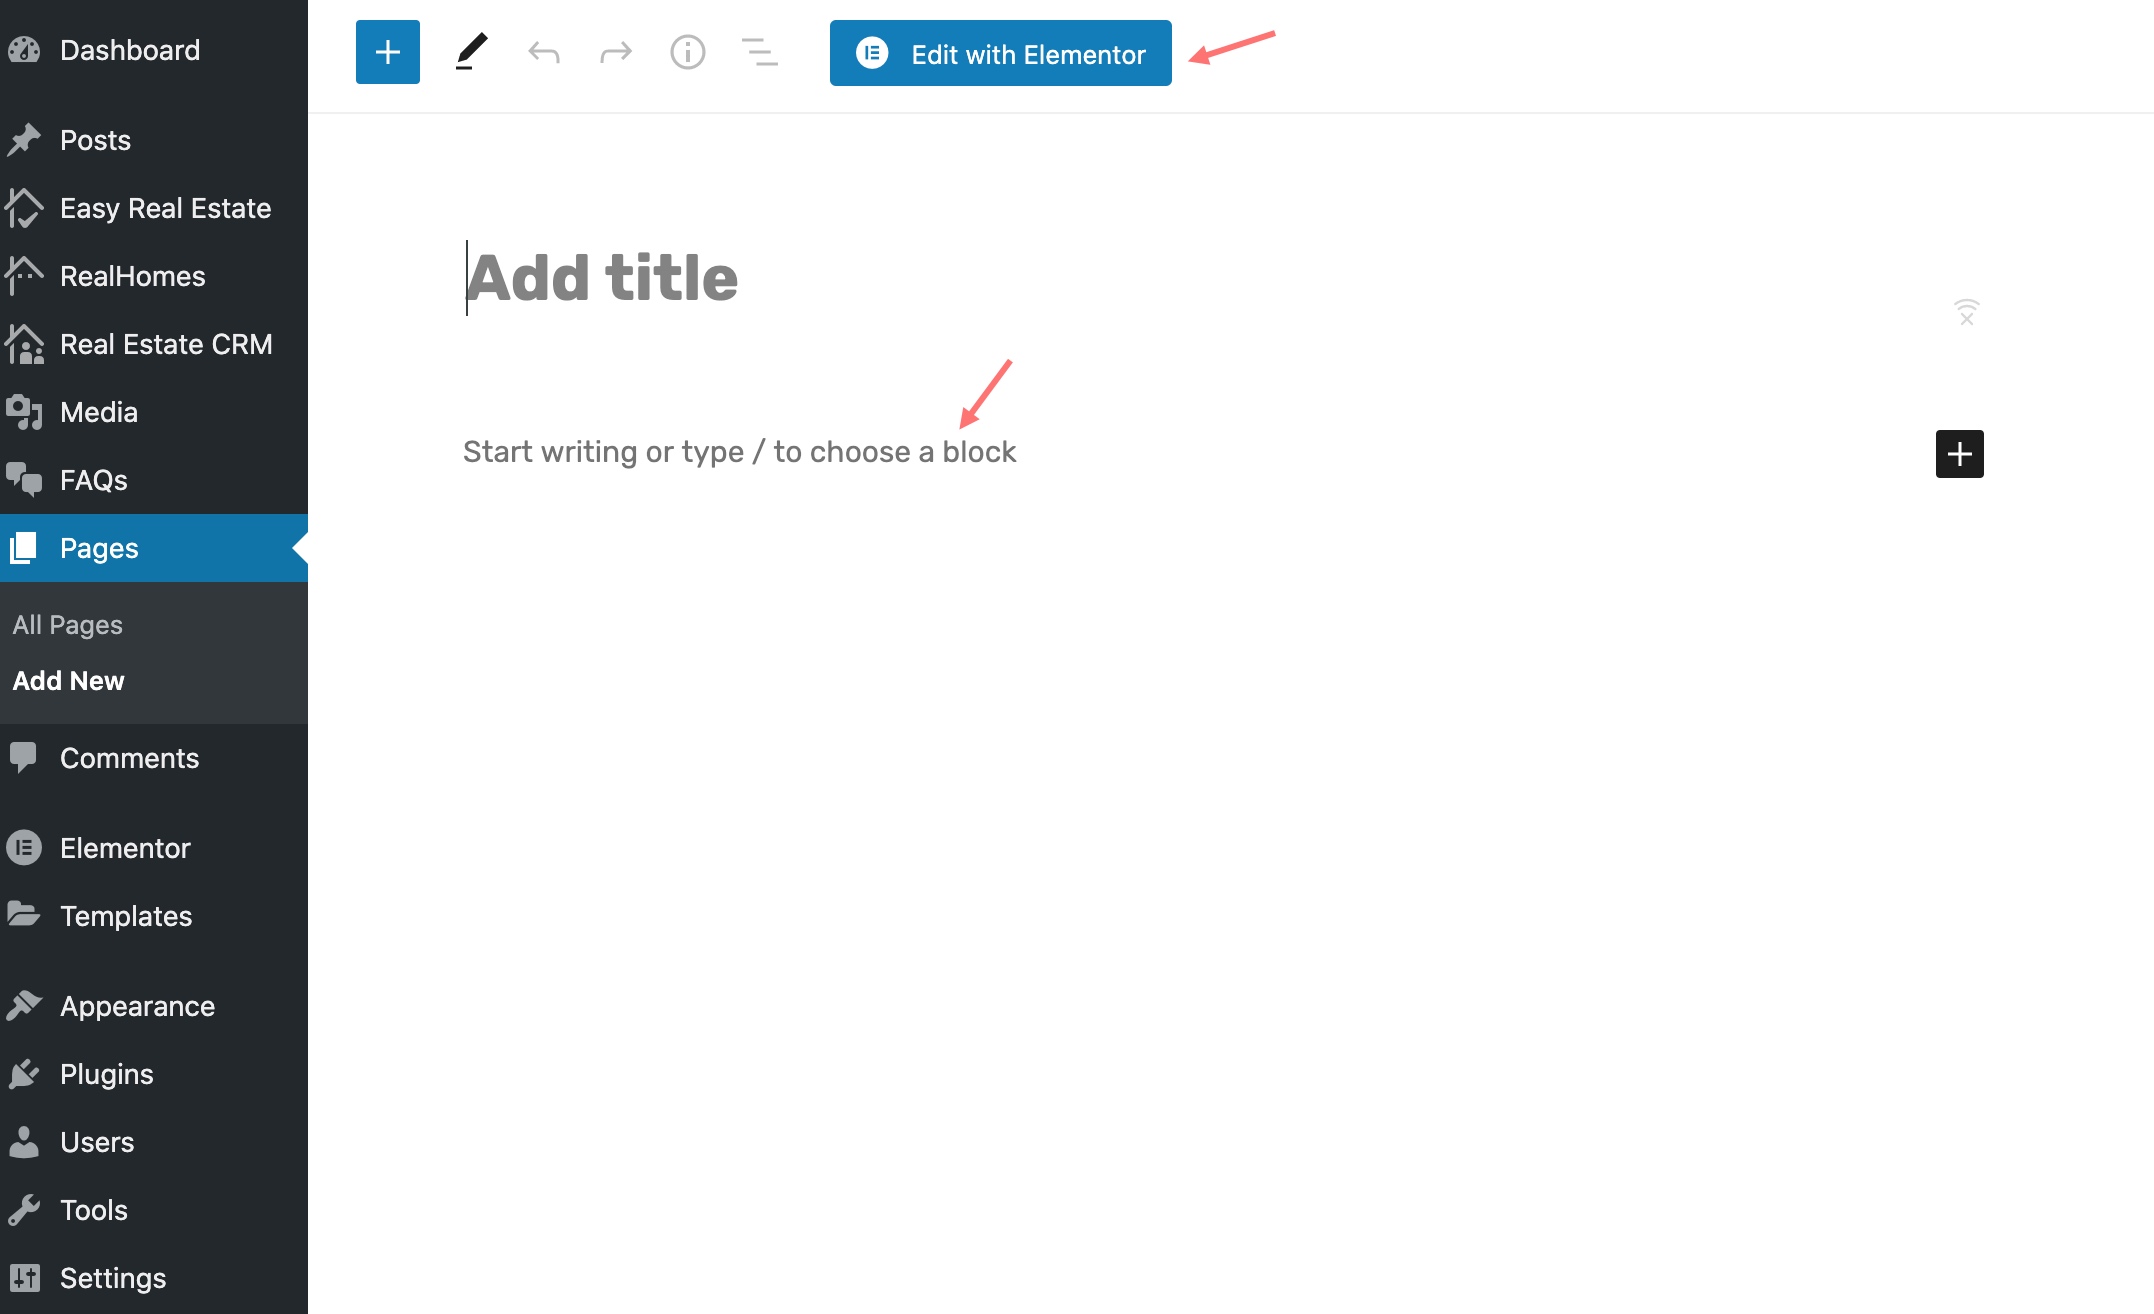 Dashboard
Posts
Easy Real Estate
RealHomes
Real Estate CRM
Media
FAQs
Pages
All Pages
Add New
Comments
Elementor
Templates
Appearance
Plugins
Users
Tools
Settings
Edit with Elementor
Add title
Start writing or type / to choose a block